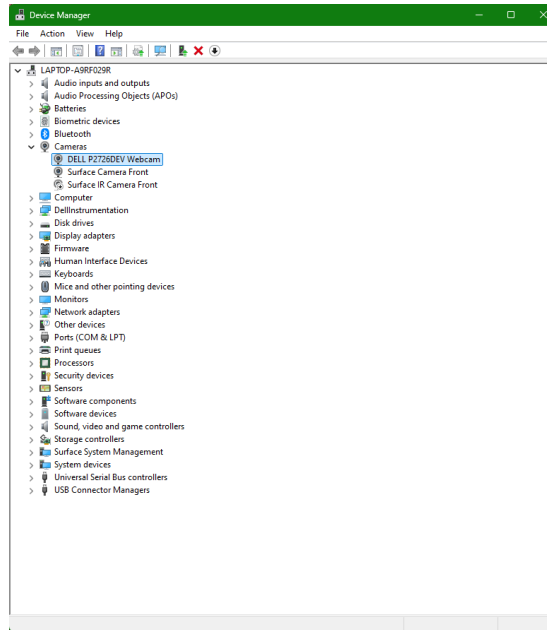 Device Manager
File Action View Help
LAPTOP-A9RF029R
Audio inputs and outputs
Audio Processing Objects (APOs)
Batteries
Biometric devices
Bluetooth
Cameras
DELL P2726DEV Webcam
Surface Camera Front
Surface IR Camera Front
Computer
DellInstrumentation
Disk drives
Display adapters
Firmware
Human Interface Devices
Keyboards
Mice and other pointing devices
Monitors
Network adapters
Other devices
Ports (COM & LPT)
Print queues
Processors
Security devices
Sensors
Software components
Software devices
Sound, video and game controllers
Storage controllers
Surface System Management
System devices
Universal Serial Bus controllers
USB Connector Managers